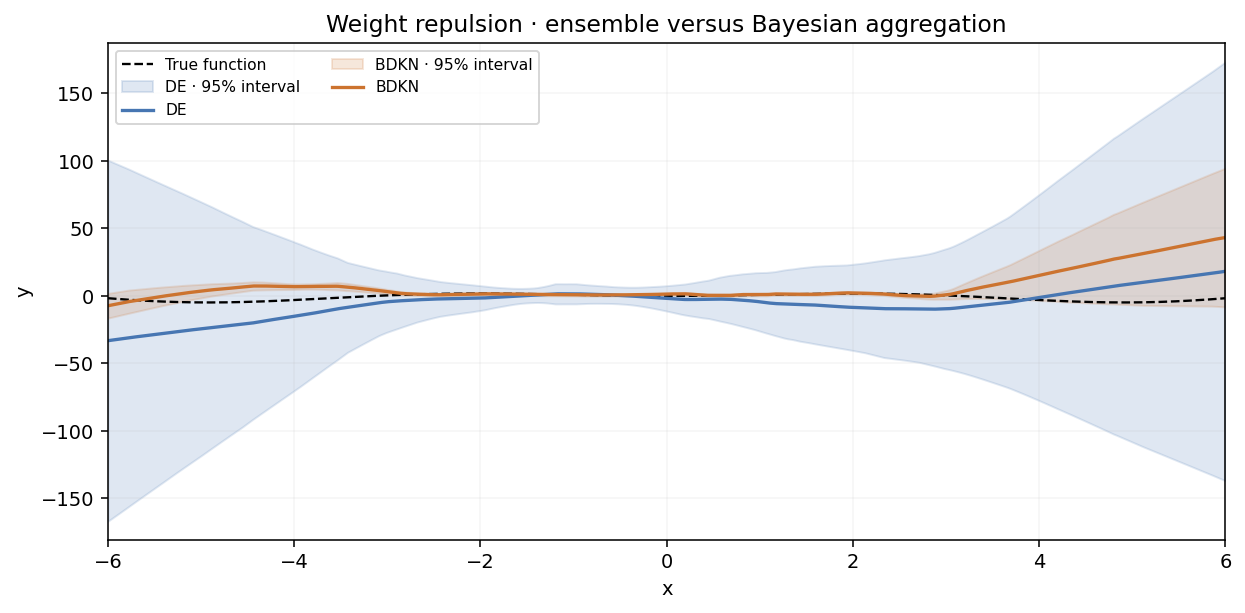 Weight repulsion · ensemble versus Bayesian aggregation
True function
DE · 95% interval
DE
BDKN · 95% interval
BDKN
y
150
100
50
0
−50
−100
−150
−6
−4
−2
0
2
4
6
x